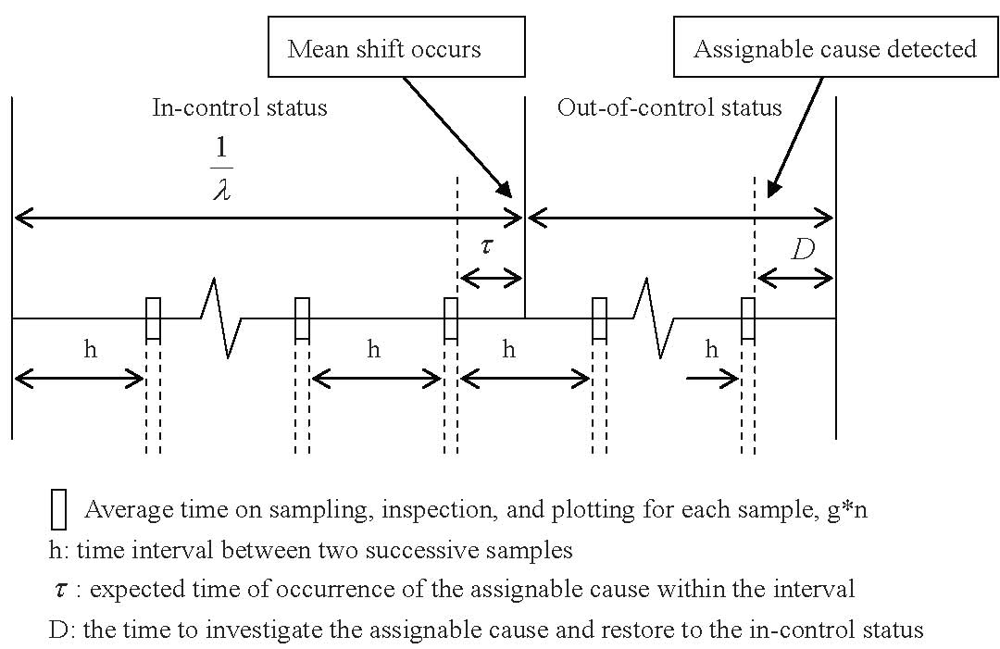 Mean shift occurs
Assignable cause detected
In-control status
Out-of-control status
1
λ
τ
D
h
h
h
h
Average time on sampling, inspection, and plotting for each sample, g*n
h: time interval between two successive samples
τ : expected time of occurrence of the assignable cause within the interval
D: the time to investigate the assignable cause and restore to the in-control status